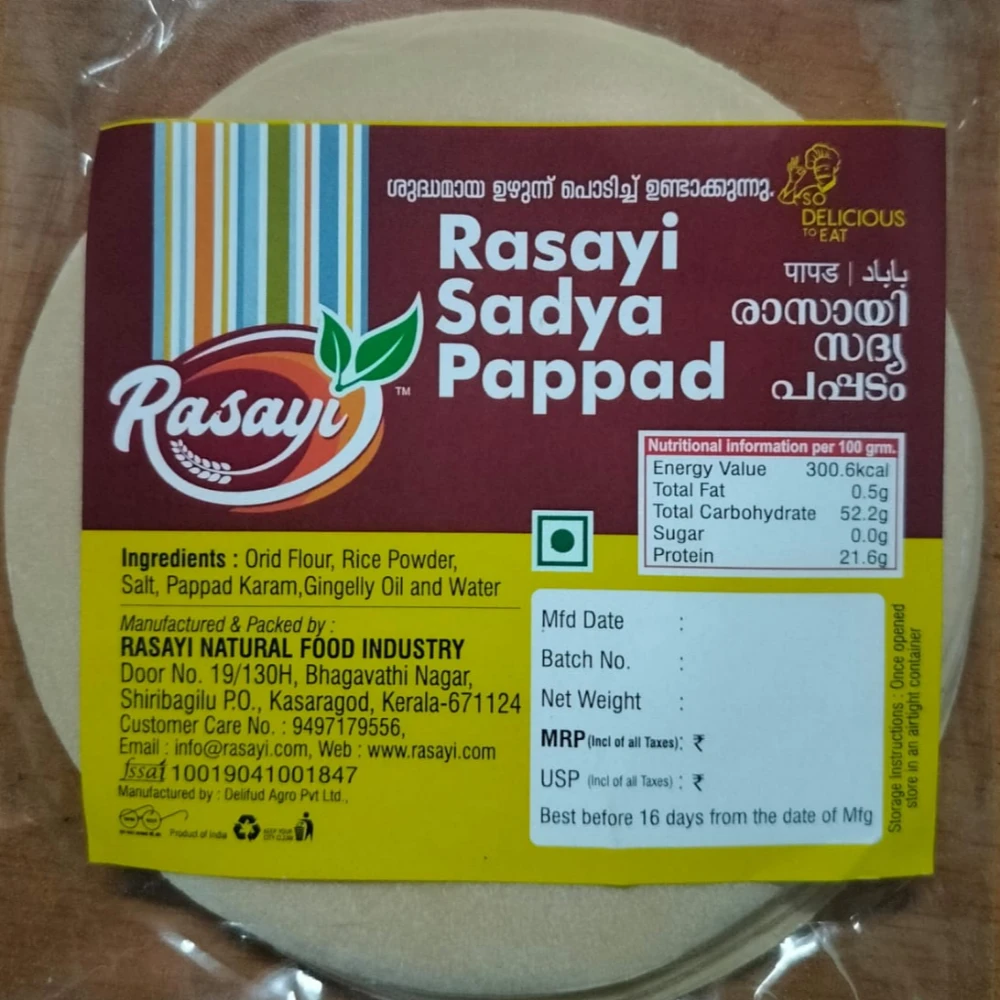 ശുദ്ധമായ ഉഴുന്ന് പൊടിച്ച് ഉണ്ടാക്കുന്നു.
SO
DELICIOUS
TO EAT
Rasayi
Sadya
Pappad
पापड | باباد
രാസായി
സദ്യ
പപ്പടം
Rasayi
TM
Nutritional information per 100 grm.
Energy Value 300.6kcal
Total Fat 0.5g
Total Carbohydrate 52.2g
Sugar 0.0g
Protein 21.6g
Ingredients : Orid Flour, Rice Powder,
Salt, Pappad Karam,Gingelly Oil and Water
Manufactured & Packed by :
RASAYI NATURAL FOOD INDUSTRY
Door No. 19/130H, Bhagavathi Nagar,
Shiribagilu P.O., Kasaragod, Kerala-671124
Customer Care No. : 9497179556,
Email : info@rasayi.com, Web : www.rasayi.com
fssai 10019041001847
Manufactured by : Delifud Agro Pvt Ltd.,
Product of India
KEEP YOUR
CITY CLEAN
Mfd Date :
Batch No. :
Net Weight :
MRP (Incl of all Taxes): ₹
USP (Incl of all Taxes) : ₹
Best before 16 days from the date of Mfg
Storage Instructions : Once opened
store in an airtight container